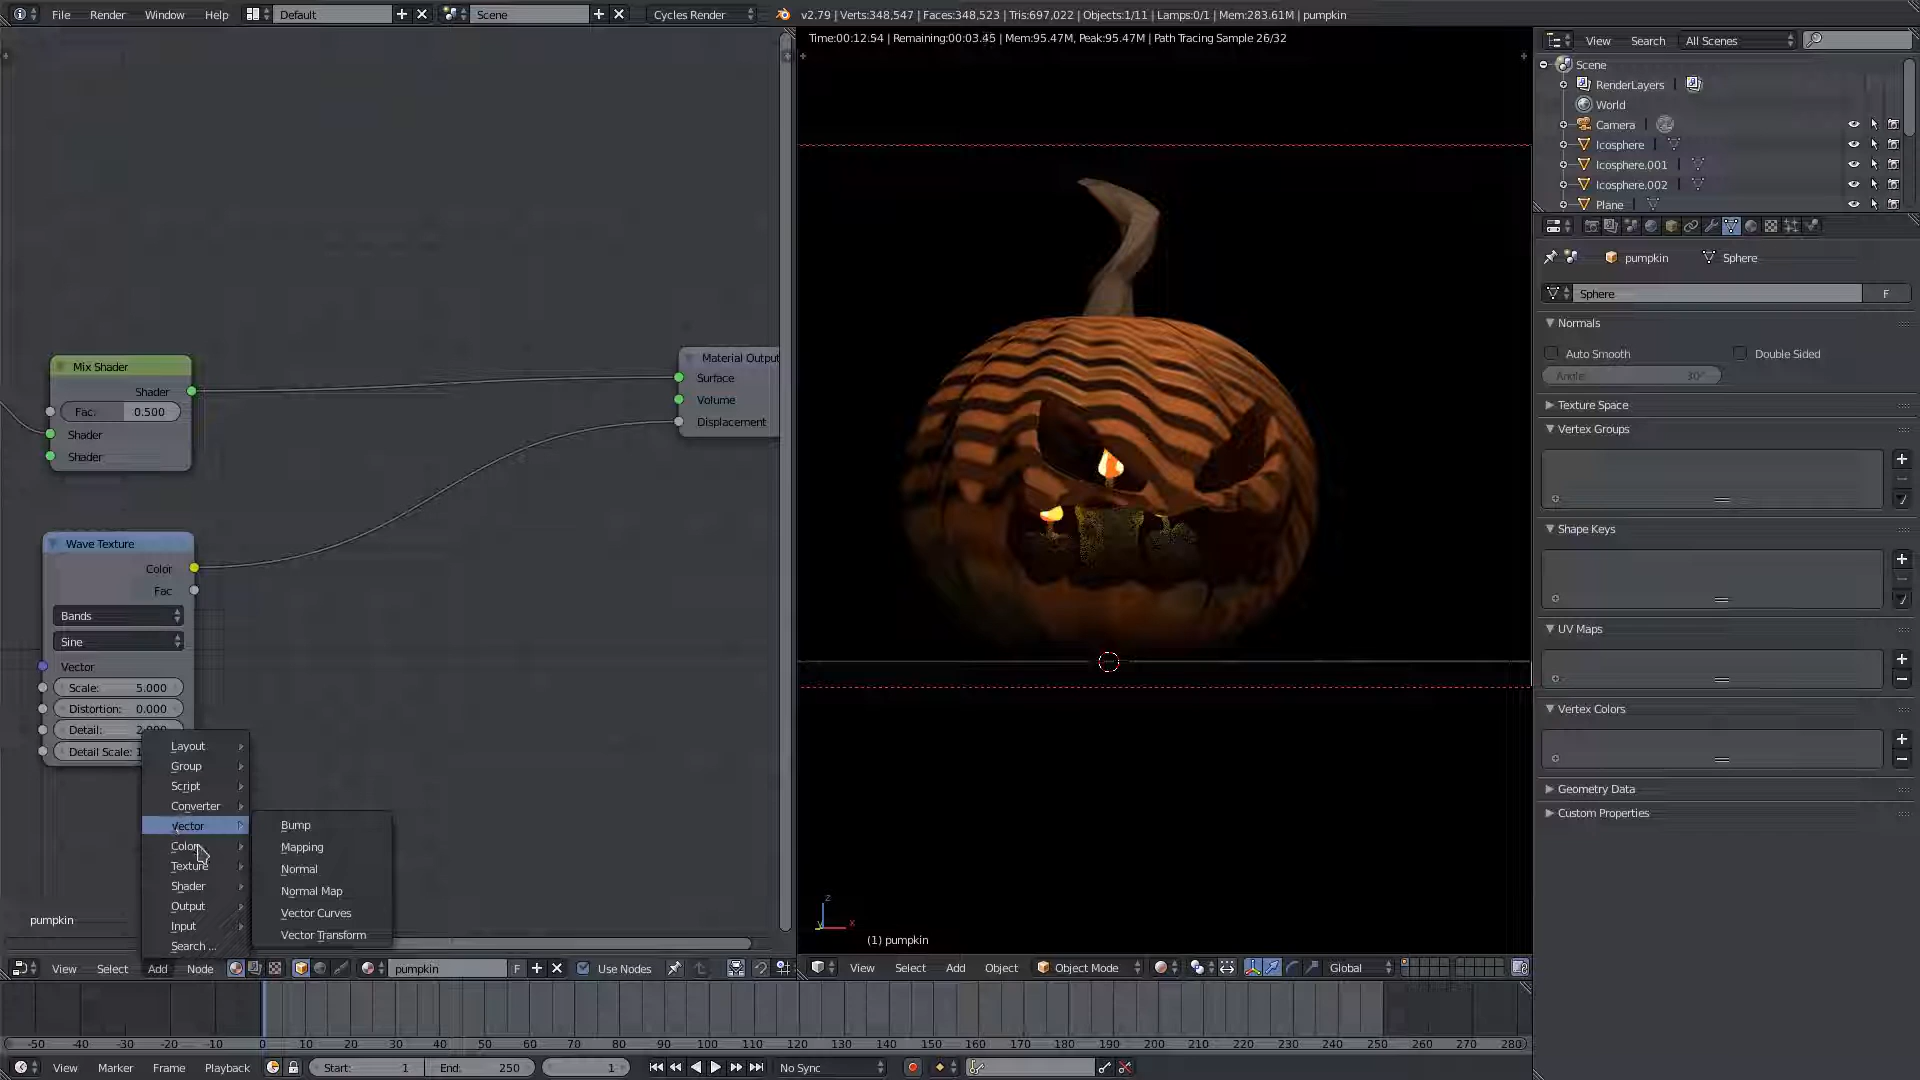 File Render Window Help Default Scene Cycles Render v2.79 | Verts:348,547 | Faces:348,523 | Tris:697,022 | Objects:1/11 | Lamps:0/1 | Mem:283.61M | pumpkin
Time:00:12.54 | Remaining:00:03.45 | Mem:95.47M, Peak:95.47M | Path Tracing Sample 26/32
View Search All Scenes
Scene
RenderLayers
World
Camera
Icosphere
Icosphere.001
Icosphere.002
Plane
pumpkin Sphere
Sphere F
Normals
Auto Smooth Double Sided
Angle: 30°
Texture Space
Vertex Groups
Shape Keys
UV Maps
Vertex Colors
Geometry Data
Custom Properties
Mix Shader
Shader
Fac: 0.500
Shader
Shader
Material Output
Surface
Volume
Displacement
Wave Texture
Color
Fac
Bands
Sine
Vector
Scale: 5.000
Distortion: 0.000
Detail: 2.000
Detail Scale: 1
Layout
Group
Script
Converter
Vector
Color
Texture
Shader
Output
Input
Search ...
Bump
Mapping
Normal
Normal Map
Vector Curves
Vector Transform
pumpkin
z
x
(1) pumpkin
View Select Add Node pumpkin F Use Nodes
View Select Add Object Object Mode Global
-50 -40 -30 -20 -10 0 10 20 30 40 50 60 70 80 90 100 110 120 130 140 150 160 170 180 190 200 210 220 230 240 250 260 270 280
View Marker Frame Playback Start: 1 End: 250 1 No Sync